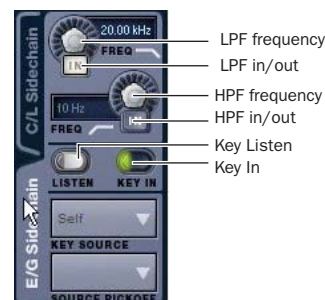 C/L Sidechain
20.00 kHz
FREQ
IN
10 Hz
FREQ
IN
LISTEN
KEY IN
E/G Sidechain
Self
KEY SOURCE
SOURCE PICKOFF
LPF frequency
LPF in/out
HPF frequency
HPF in/out
Key Listen
Key In